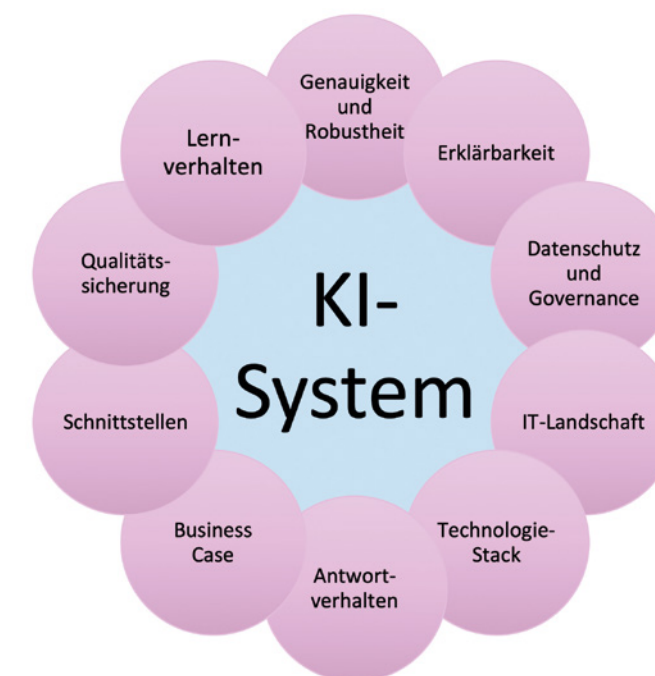 Genauigkeit
und
Robustheit
Erklärbarkeit
Datenschutz
und
Governance
IT-Landschaft
Technologie-
Stack
Antwort-
verhalten
Business
Case
Schnittstellen
Qualitäts-
sicherung
Lern-
verhalten
KI-
System